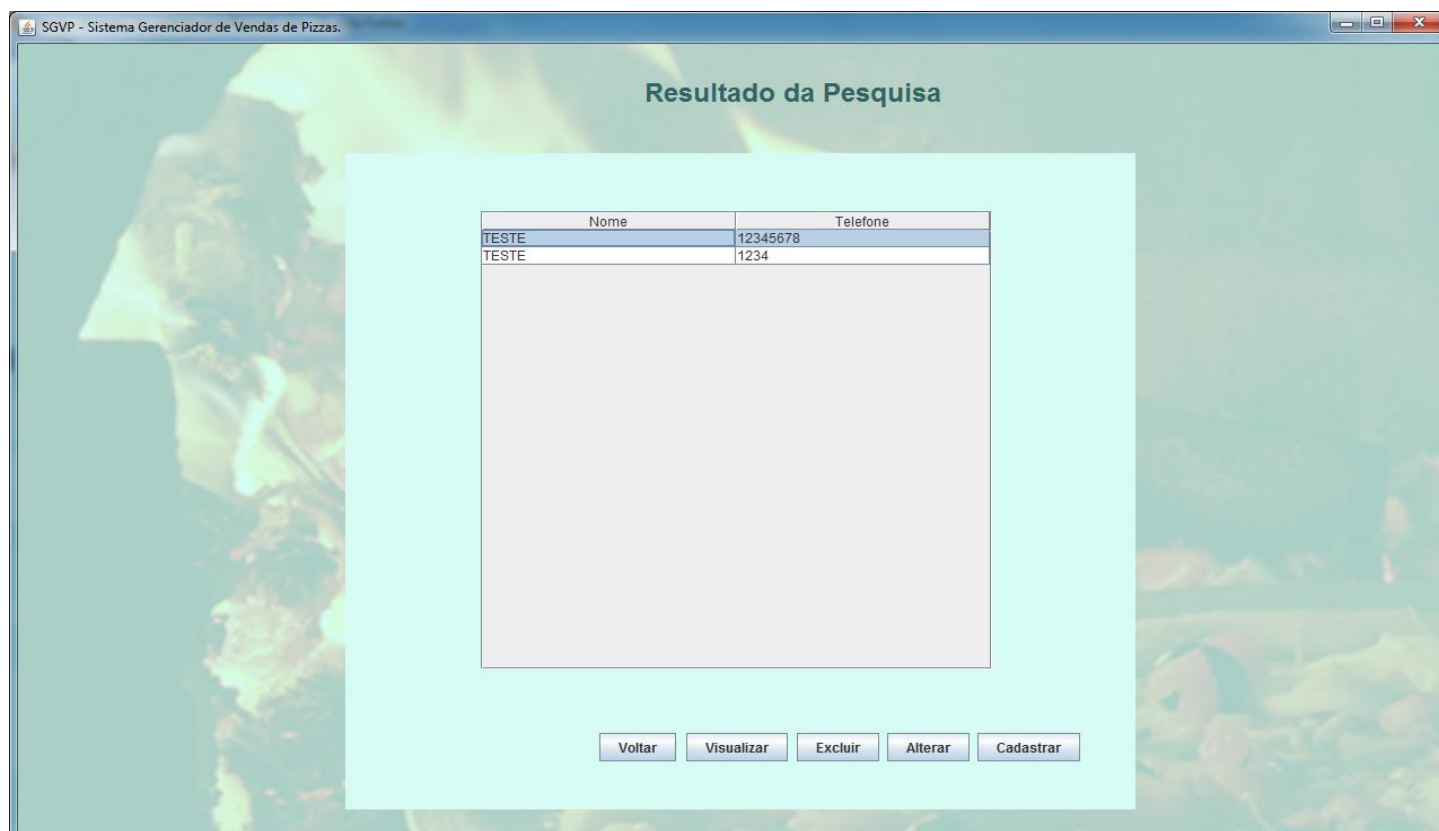 SGVP - Sistema Gerenciador de Vendas de Pizzas.
Resultado da Pesquisa
Nome Telefone
TESTE 12345678
TESTE 1234
Voltar Visualizar Excluir Alterar Cadastrar